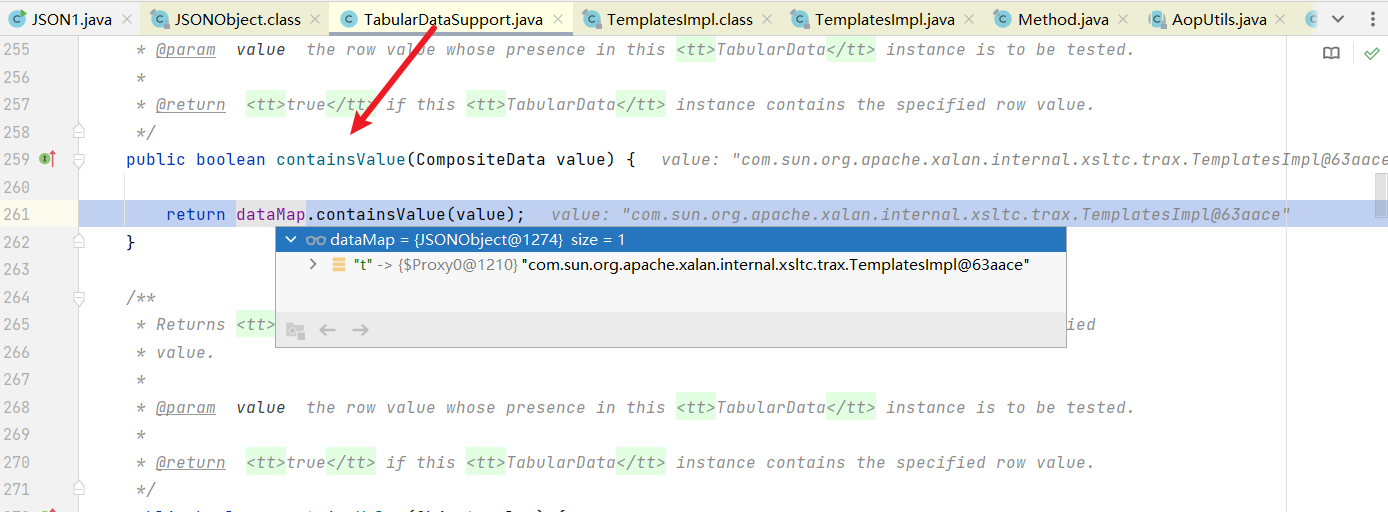 JSON1.java JSONObject.class TabularDataSupport.java TemplatesImpl.class TemplatesImpl.java Method.java AopUtils.java
255 * @param value the row value whose presence in this <tt>TabularData</tt> instance is to be tested.
256 *
257 * @return <tt>true</tt> if this <tt>TabularData</tt> instance contains the specified row value.
258 */
259 public boolean containsValue(CompositeData value) { value: "com.sun.org.apache.xalan.internal.xsltc.trax.TemplatesImpl@63aace
260
261 return dataMap.containsValue(value); value: "com.sun.org.apache.xalan.internal.xsltc.trax.TemplatesImpl@63aace"
262 }
dataMap = {JSONObject@1274} size = 1
263
"t" -> {$Proxy0@1210} "com.sun.org.apache.xalan.internal.xsltc.trax.TemplatesImpl@63aace"
264 /**
265 * Returns <tt> ied
266 * value.
267 *
268 * @param value the row value whose presence in this <tt>TabularData</tt> instance is to be tested.
269 *
270 * @return <tt>true</tt> if this <tt>TabularData</tt> instance contains the specified row value.
271 */